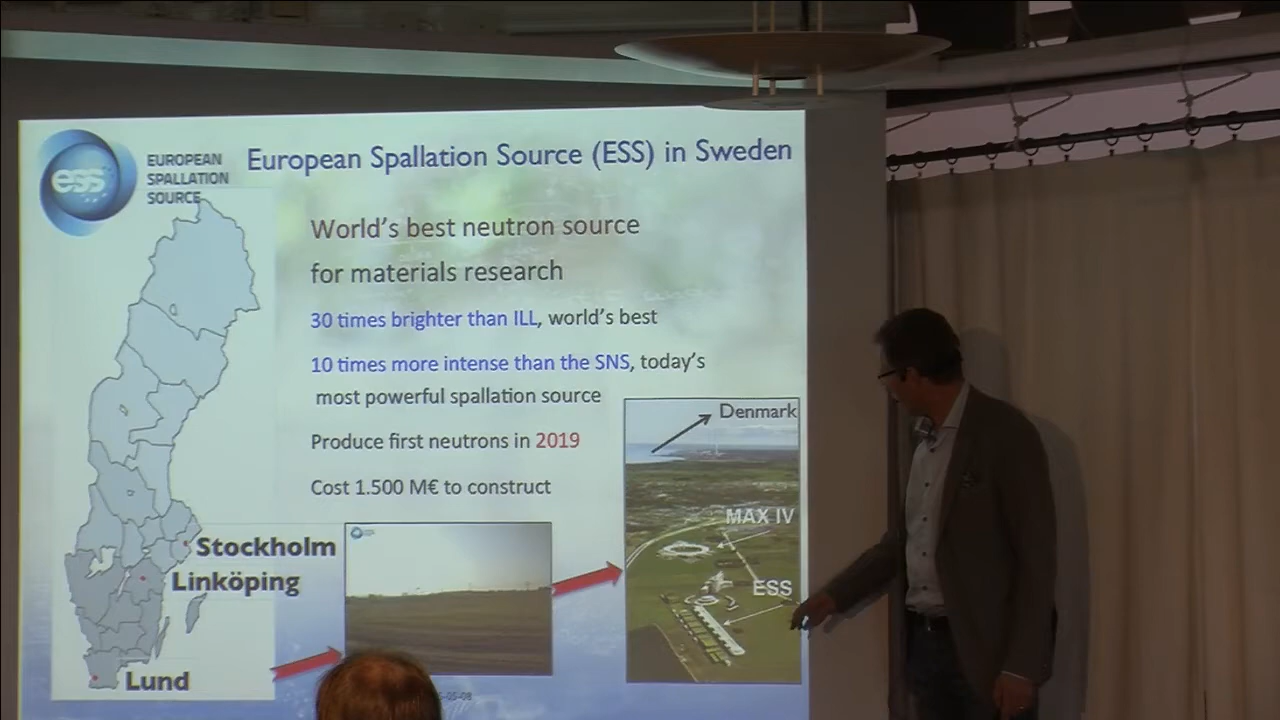 ess
EUROPEAN
SPALLATION
SOURCE
European Spallation Source (ESS) in Sweden
World's best neutron source
for materials research
30 times brighter than ILL, world's best
10 times more intense than the SNS, today's
most powerful spallation source
Produce first neutrons in 2019
Cost 1.500 M€ to construct
Stockholm
Linköping
Lund
Denmark
MAX IV
ESS